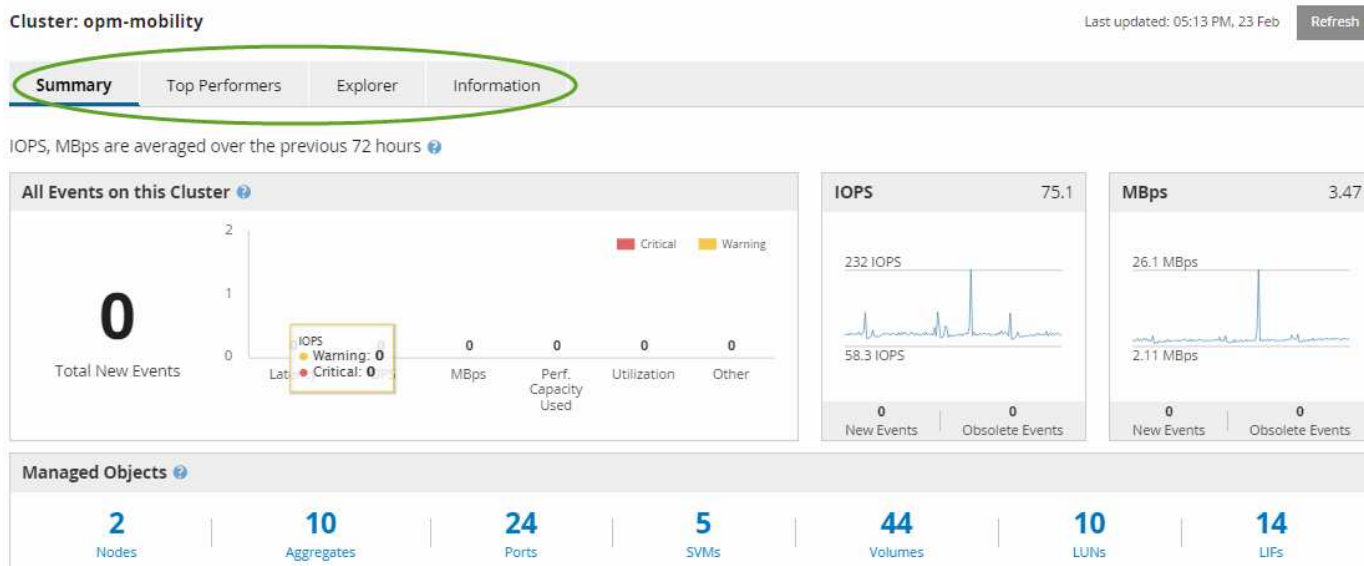 Cluster: opm-mobility
Last updated: 05:13 PM, 23 Feb
Refresh
Summary
Top Performers
Explorer
Information
IOPS, MBps are averaged over the previous 72 hours ?
All Events on this Cluster ?
0
Total New Events
2
1
0
Critical
Warning
IOPS
Warning: 0
Critical: 0
0
0
0
0
MBps
Perf.
Capacity
Used
Utilization
Other
IOPS
75.1
232 IOPS
58.3 IOPS
0
New Events
0
Obsolete Events
MBps
3.47
26.1 MBps
2.11 MBps
0
New Events
0
Obsolete Events
Managed Objects ?
2
Nodes
10
Aggregates
24
Ports
5
SVMs
44
Volumes
10
LUNs
14
LIFs